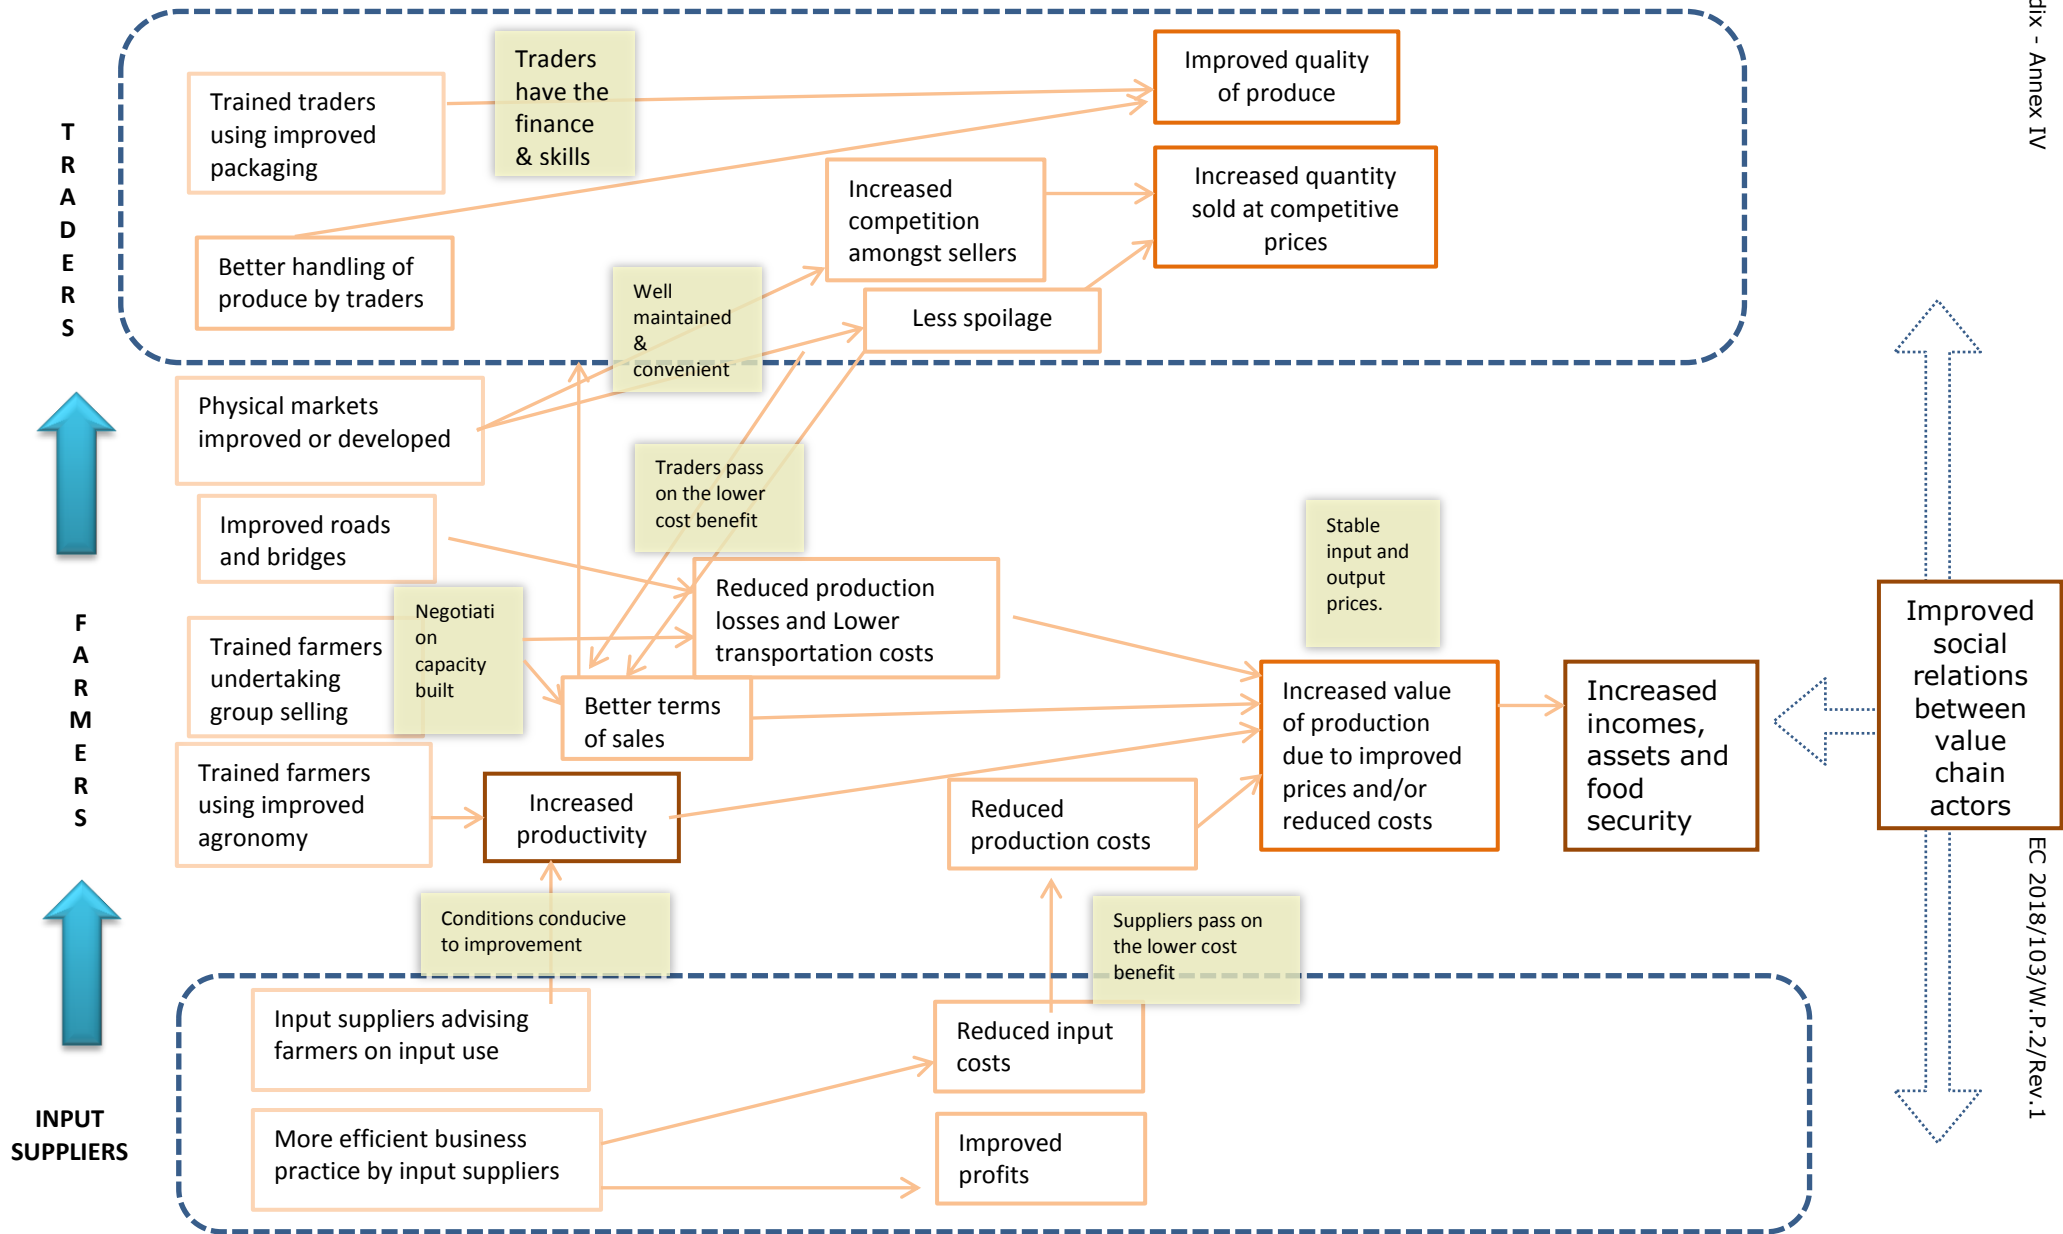 dix - Annex IV
TRADERS
Traders
have the
finance
& skills
Trained traders
using improved
packaging
Improved quality
of produce
Increased
competition
amongst sellers
Increased quantity
sold at competitive
prices
Better handling of
produce by traders
Well
maintained
&
convenient
Less spoilage
Physical markets
improved or developed
Traders pass
on the lower
cost benefit
Improved roads
and bridges
Stable
input and
output
prices.
FARMERS
Negotiati
on
capacity
built
Reduced production
losses and Lower
transportation costs
Trained farmers
undertaking
group selling
Better terms
of sales
Increased value
of production
due to improved
prices and/or
reduced costs
Increased
incomes,
assets and
food
security
Improved
social
relations
between
value
chain
actors
Trained farmers
using improved
agronomy
Increased
productivity
Reduced
production costs
Conditions conducive
to improvement
Suppliers pass on
the lower cost
benefit
Input suppliers advising
farmers on input use
Reduced input
costs
INPUT
SUPPLIERS
More efficient business
practice by input suppliers
Improved
profits
EC 2018/103/W.P.2/Rev.1